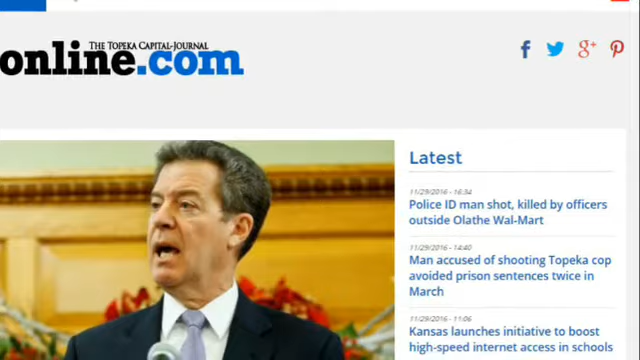 THE TOPEKA CAPITAL-JOURNAL
online.com
Latest
11/29/2016 - 16:34
Police ID man shot, killed by officers
outside Olathe Wal-Mart
11/29/2016 - 14:40
Man accused of shooting Topeka cop
avoided prison sentences twice in
March
11/29/2016 - 11:06
Kansas launches initiative to boost
high-speed internet access in schools